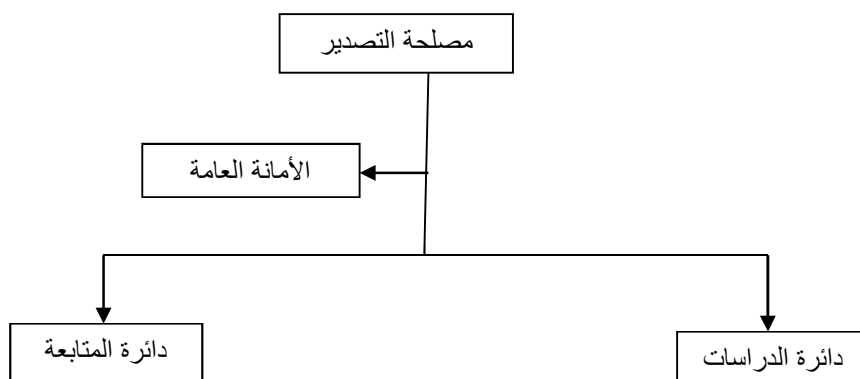 مصلحة التصدير
الأمانة العامة
دائرة الدراسات
دائرة المتابعة